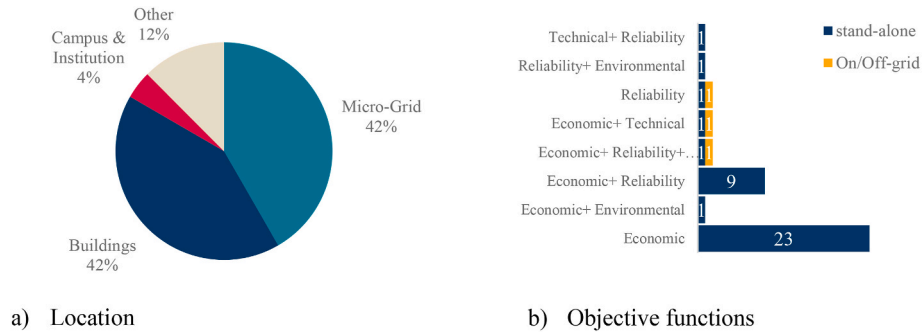 Other
12%
Campus &
Institution
4%
Micro-Grid
42%
Buildings
42%
a) Location
stand-alone
On/Off-grid
Technical+ Reliability 1
Reliability+ Environmental 1
Reliability 1 1
Economic+ Technical 1 1
Economic+ Reliability+... 1 1
Economic+ Reliability 9
Economic+ Environmental 1
Economic 23
b) Objective functions